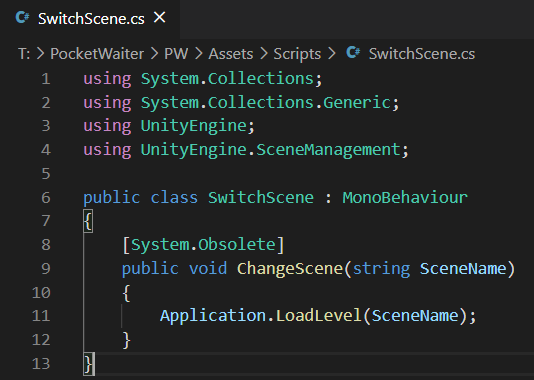 SwitchScene.cs ×
T: > PocketWaiter > PW > Assets > Scripts > SwitchScene.cs
1 using System.Collections;
2 using System.Collections.Generic;
3 using UnityEngine;
4 using UnityEngine.SceneManagement;
5
6 public class SwitchScene : MonoBehaviour
7 {
8     [System.Obsolete]
9     public void ChangeScene(string SceneName)
10     {
11         Application.LoadLevel(SceneName);
12     }
13 }